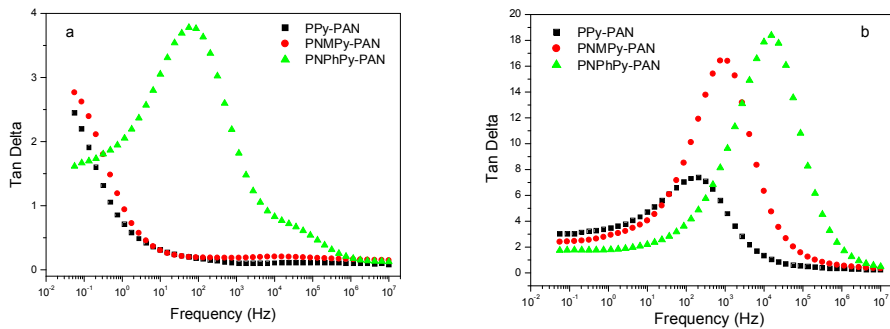 a
PPy-PAN
PNMPy-PAN
PNPhPy-PAN
4
3
2
1
0
Tan Delta
10-2 10-1 100 101 102 103 104 105 106 107
Frequency (Hz)
b
PPy-PAN
PNMPy-PAN
PNPhPy-PAN
20
18
16
14
12
10
8
6
4
2
0
Tan Delta
10-2 10-1 100 101 102 103 104 105 106 107
Frequency (Hz)